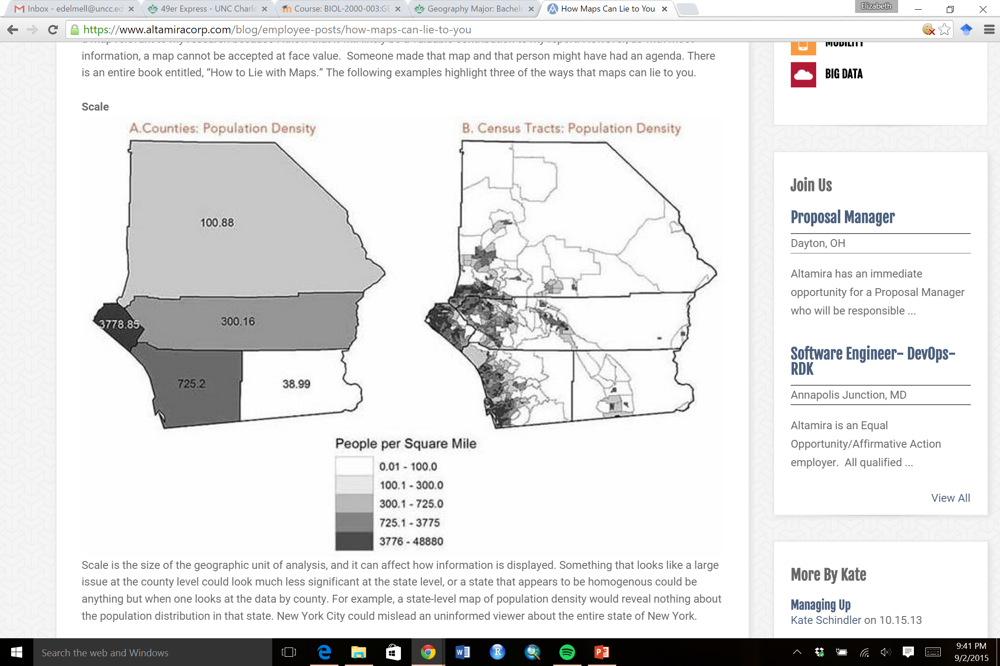 Inbox - edelmell@uncc.ed
49er Express - UNC Charlo
Course: BIOL-2000-003:GE
Geography Major: Bachelo
How Maps Can Lie to You
Elizabeth
https://www.altamiracorp.com/blog/employee-posts/how-maps-can-lie-to-you
information, a map cannot be accepted at face value. Someone made that map and that person might have had an agenda. There
is an entire book entitled, “How to Lie with Maps.” The following examples highlight three of the ways that maps can lie to you.
Scale
A.Counties: Population Density
B. Census Tracts: Population Density
100.88
3778.85
300.16
725.2
38.99
People per Square Mile
0.01 - 100.0
100.1 - 300.0
300.1 - 725.0
725.1 - 3775
3776 - 48880
Scale is the size of the geographic unit of analysis, and it can affect how information is displayed. Something that looks like a large
issue at the county level could look much less significant at the state level, or a state that appears to be homogenous could be
anything but when one looks at the data by county. For example, a state-level map of population density would reveal nothing about
the population distribution in that state. New York City could mislead an uninformed viewer about the entire state of New York.
MOBILITY
BIG DATA
Join Us
Proposal Manager
Dayton, OH
Altamira has an immediate
opportunity for a Proposal Manager
who will be responsible ...
Software Engineer- DevOps-
RDK
Annapolis Junction, MD
Altamira is an Equal
Opportunity/Affirmative Action
employer. All qualified ...
View All
More By Kate
Managing Up
Kate Schindler on 10.15.13
Search the web and Windows
9:41 PM
9/2/2015